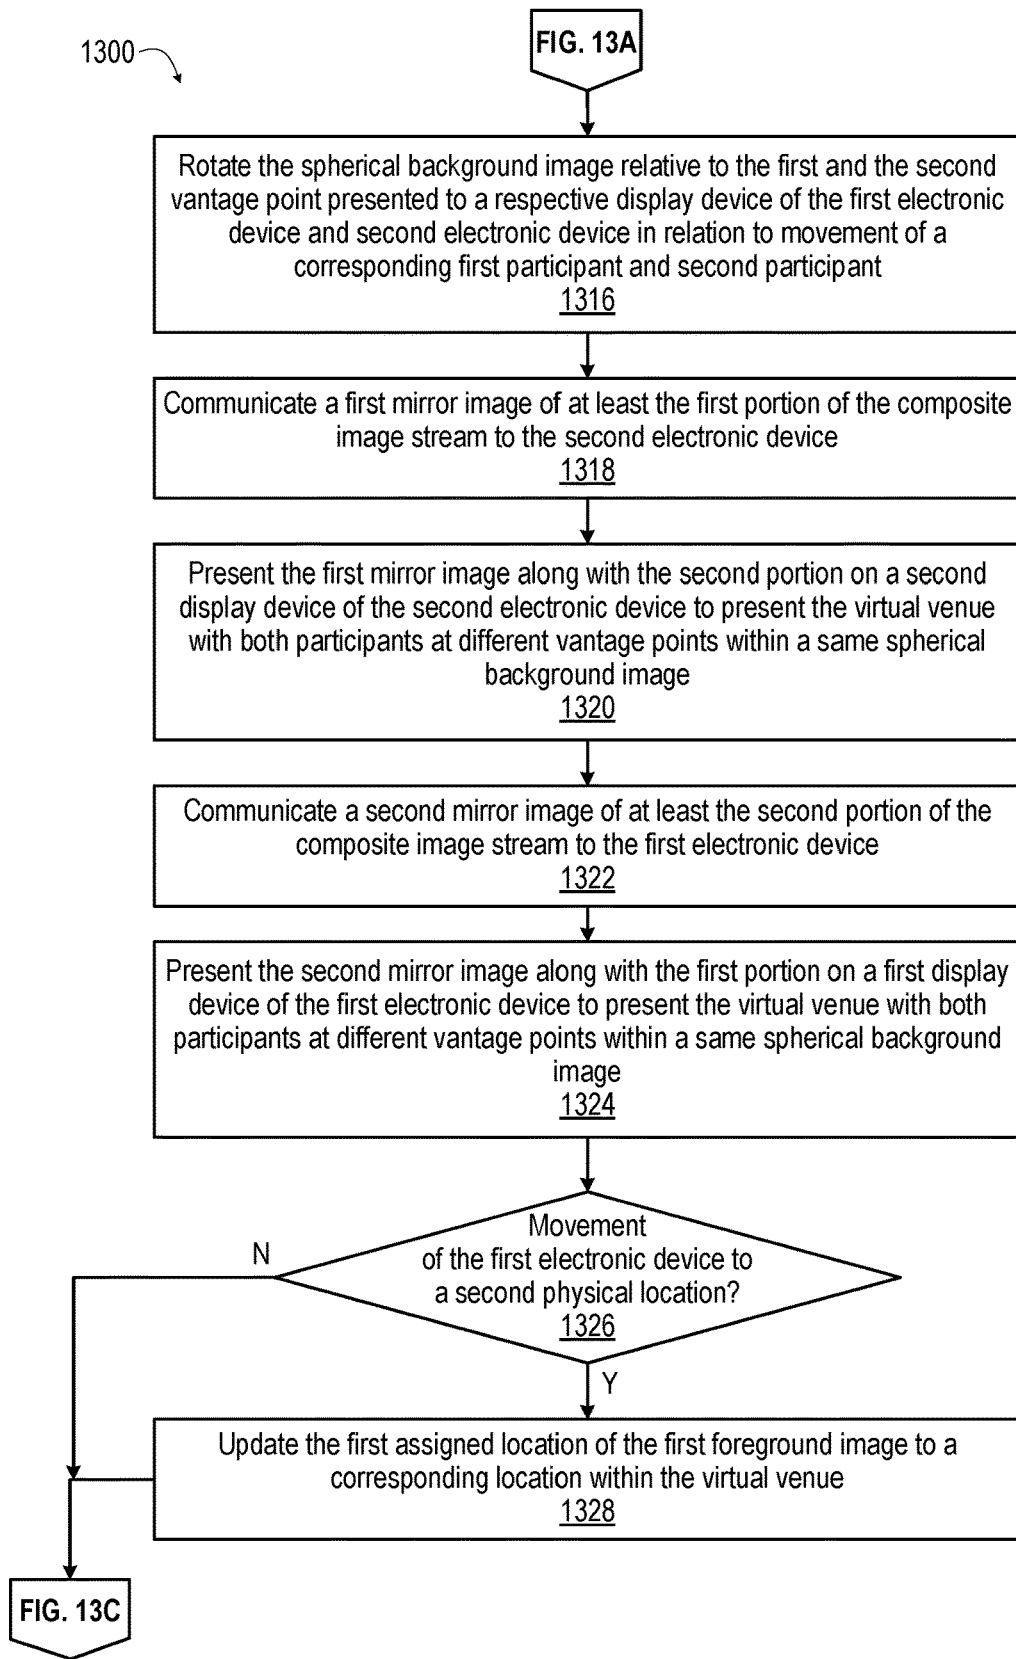 FIG. 13A
1300
Rotate the spherical background image relative to the first and the second
vantage point presented to a respective display device of the first electronic
device and second electronic device in relation to movement of a
corresponding first participant and second participant
1316
Communicate a first mirror image of at least the first portion of the composite
image stream to the second electronic device
1318
Present the first mirror image along with the second portion on a second
display device of the second electronic device to present the virtual venue
with both participants at different vantage points within a same spherical
background image
1320
Communicate a second mirror image of at least the second portion of the
composite image stream to the first electronic device
1322
Present the second mirror image along with the first portion on a first display
device of the first electronic device to present the virtual venue with both
participants at different vantage points within a same spherical background
image
1324
Movement
of the first electronic device to
a second physical location?
1326
N
Y
Update the first assigned location of the first foreground image to a
corresponding location within the virtual venue
1328
FIG. 13C